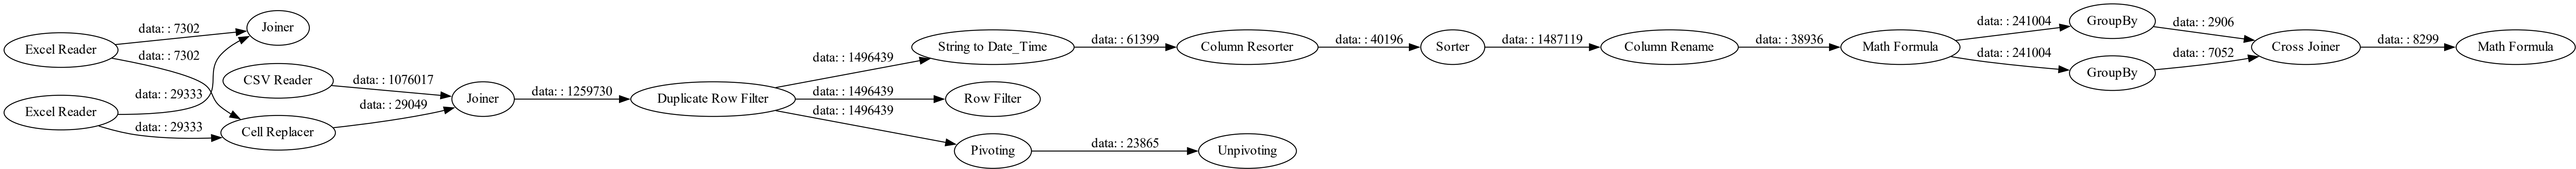 Excel Reader
data: : 7302
data: : 7302
Joiner
CSV Reader
data: : 1076017
Excel Reader
data: : 29333
data: : 29333
Cell Replacer
data: : 29049
Joiner
data: : 1259730
Duplicate Row Filter
data: : 1496439
data: : 1496439
data: : 1496439
String to Date_Time
data: : 61399
Column Resorter
data: : 40196
Sorter
data: : 1487119
Column Rename
data: : 38936
Math Formula
data: : 241004
data: : 241004
GroupBy
data: : 2906
GroupBy
data: : 7052
Cross Joiner
data: : 8299
Math Formula
Row Filter
Pivoting
data: : 23865
Unpivoting